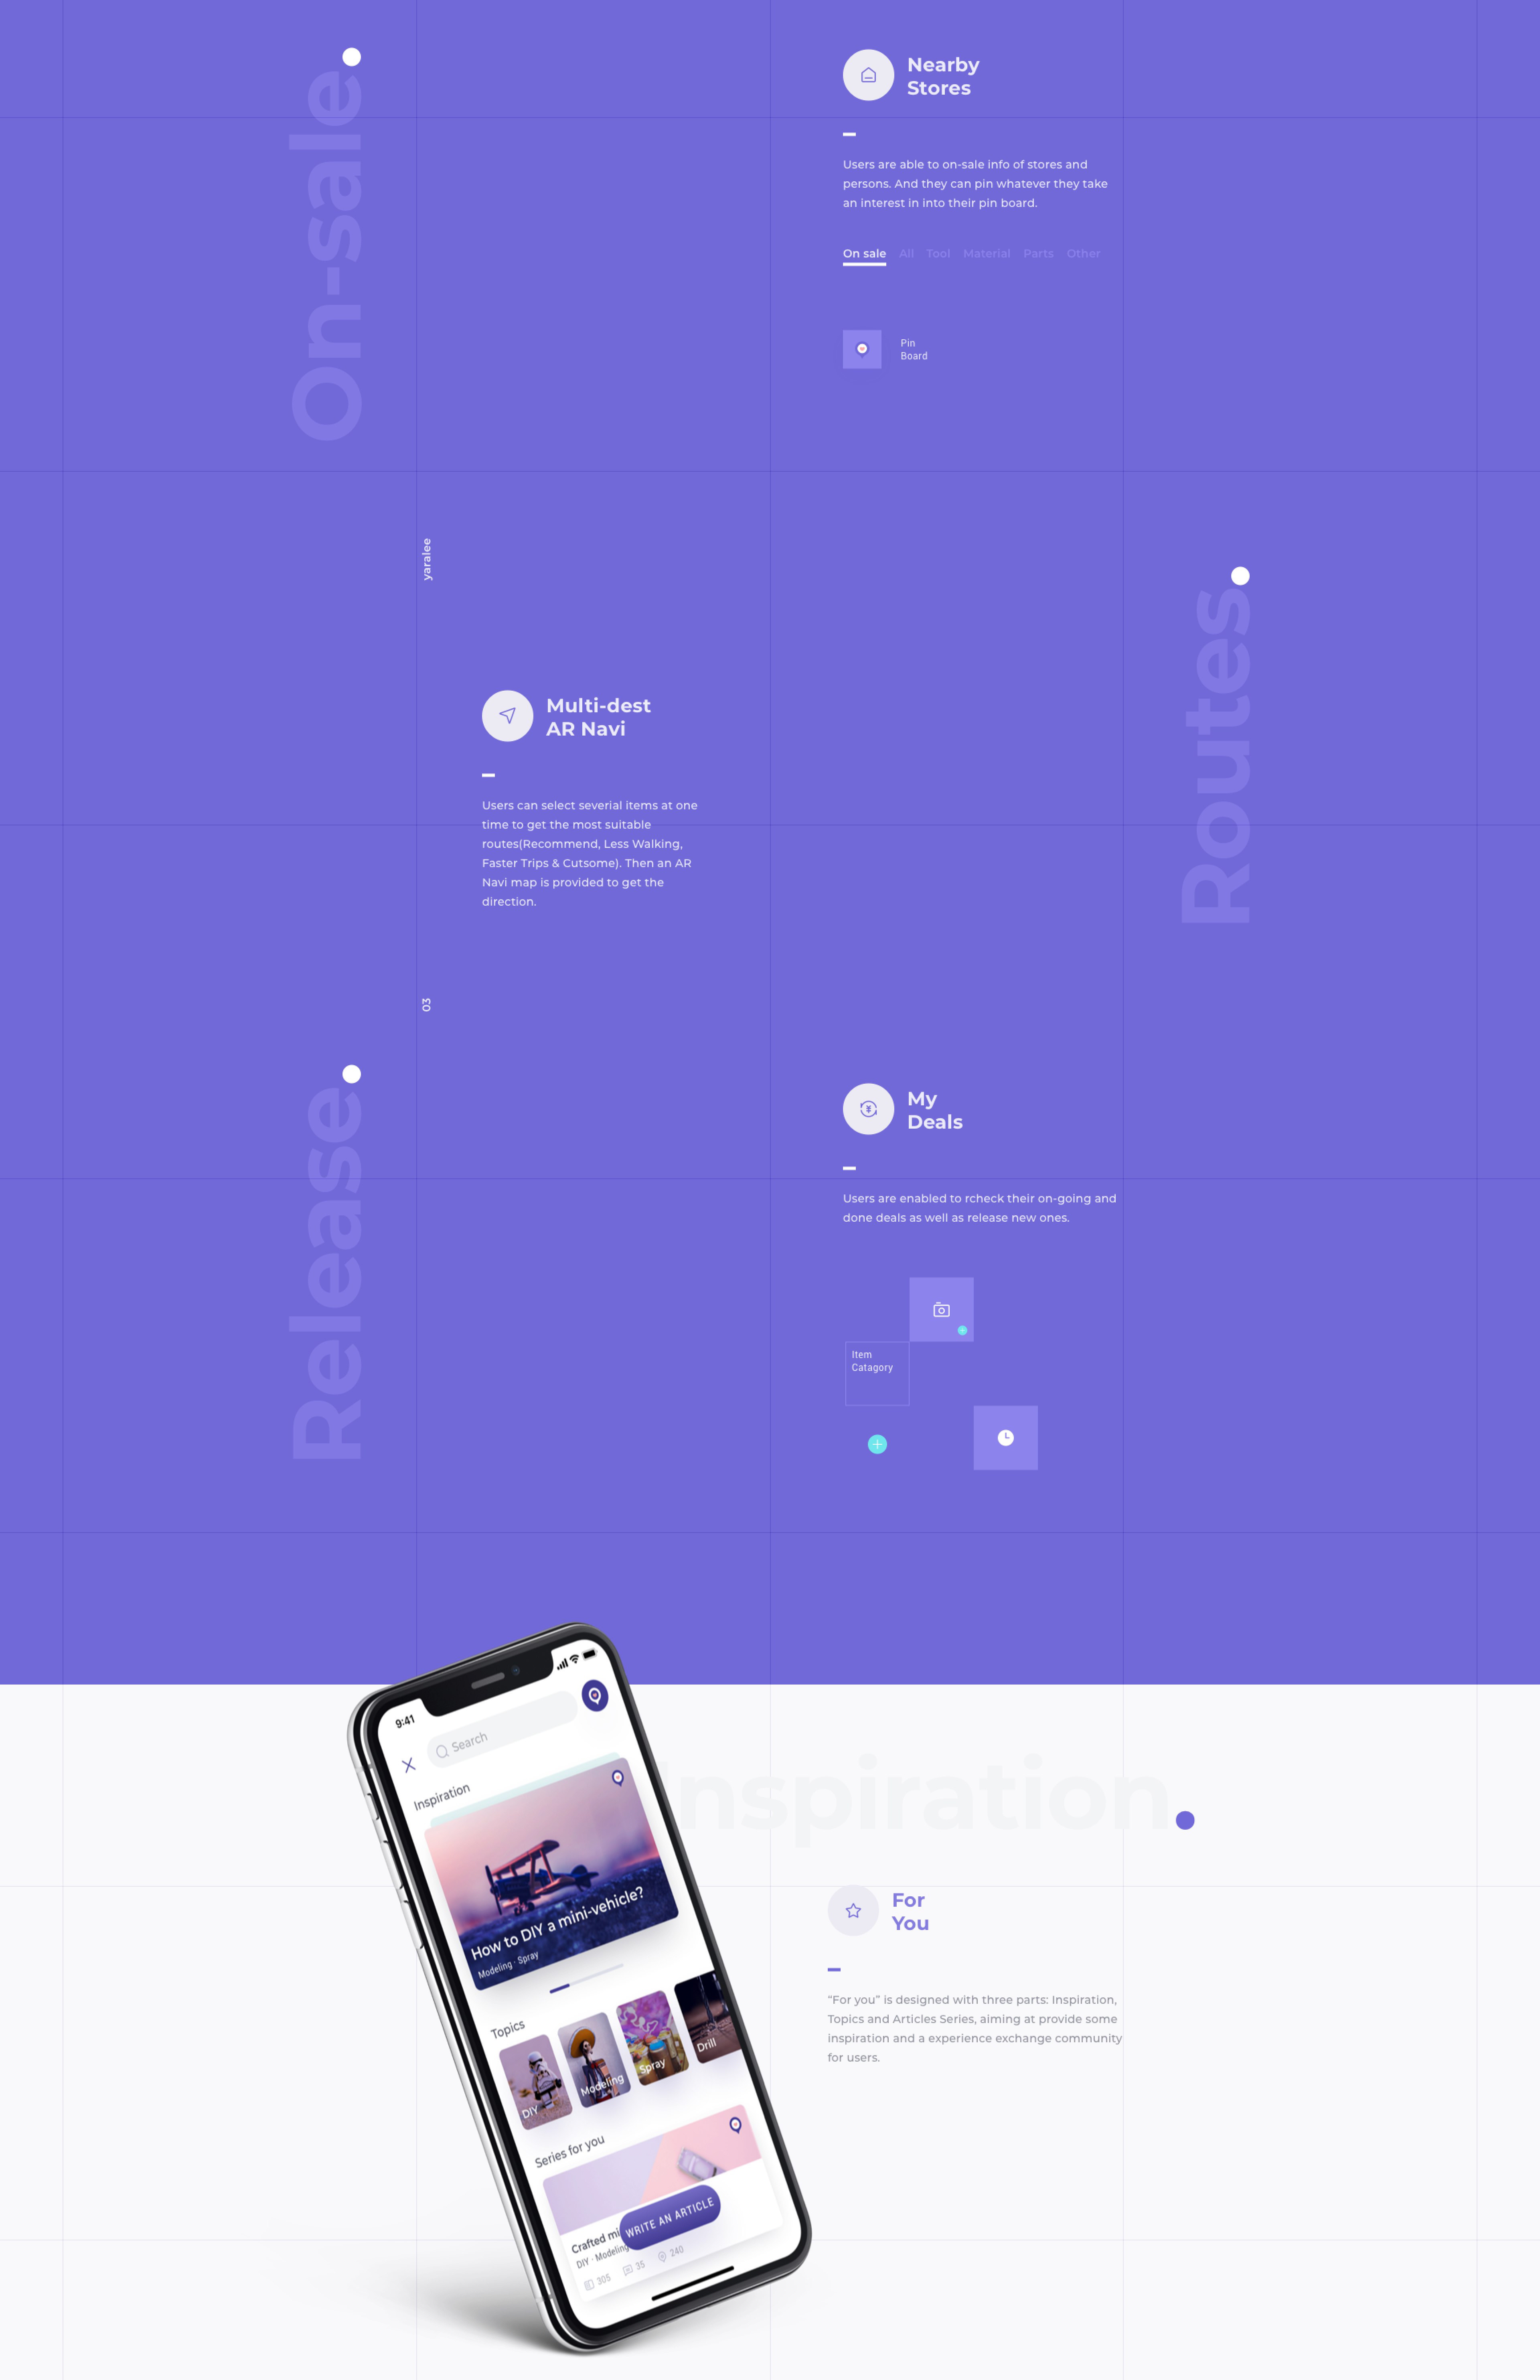 On-sale
Nearby
Stores
Users are able to on-sale info of stores and
persons. And they can pin whatever they take
an interest in into their pin board.
On sale All Tool Material Parts Other
Pin
Board
yaralee
Routes
Multi-dest
AR Navi
Users can select severial items at one
time to get the most suitable
routes(Recommend, Less Walking,
Faster Trips & Cutsome). Then an AR
Navi map is provided to get the
direction.
03
Release
My
Deals
Users are enabled to rcheck their on-going and
done deals as well as release new ones.
Item
Catagory
9:41
Search
Inspiration
How to DIY a mini-vehicle?
Modeling · Spray
Topics
DIY
Modeling
Spray
Drill
Series for you
Crafted mi
DIY · Modeling
WRITE AN ARTICLE
305 35 240
Inspiration
For
You
“For you” is designed with three parts: Inspiration,
Topics and Articles Series, aiming at provide some
inspiration and a experience exchange community
for users.